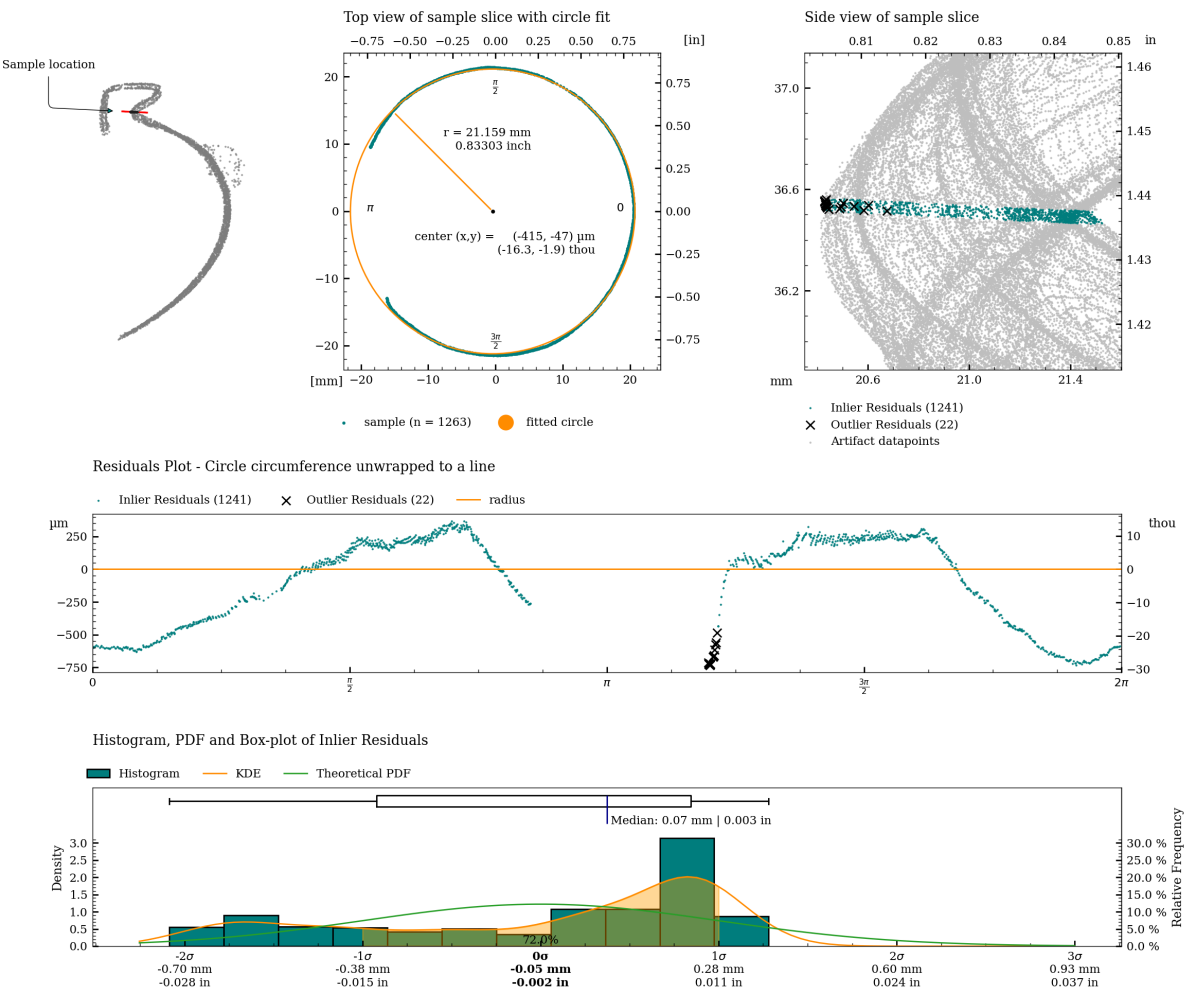 Top view of sample slice with circle fit
Side view of sample slice
−0.75 −0.50 −0.25 0.00 0.25 0.50 0.75 [in]
0.81 0.82 0.83 0.84 0.85 in
Sample location
20 10 0 −10 −20
0.75 0.50 0.25 0.00 −0.25 −0.50 −0.75
π/2
r = 21.159 mm
0.83303 inch
π 0
center (x,y) = (-415, -47) µm
(-16.3, -1.9) thou
3π/2
[mm] −20 −10 0 10 20
37.0 36.6 36.2
1.46 1.45 1.44 1.43 1.42
mm 20.6 21.0 21.4
sample (n = 1263) fitted circle
Inlier Residuals (1241)
Outlier Residuals (22)
Artifact datapoints
Residuals Plot - Circle circumference unwrapped to a line
Inlier Residuals (1241) Outlier Residuals (22) radius
µm thou
250 0 −250 −500 −750
10 0 −10 −20 −30
0 π/2 π 3π/2 2π
Histogram, PDF and Box-plot of Inlier Residuals
Histogram KDE Theoretical PDF
Median: 0.07 mm | 0.003 in
Density
3.0 2.5 2.0 1.5 1.0 0.5 0.0
30.0 % 25.0 % 20.0 % 15.0 % 10.0 % 5.0 % 0.0 %
Relative Frequency
72.0%
-2σ -1σ 0σ 1σ 2σ 3σ
-0.70 mm -0.38 mm -0.05 mm 0.28 mm 0.60 mm 0.93 mm
-0.028 in -0.015 in -0.002 in 0.011 in 0.024 in 0.037 in